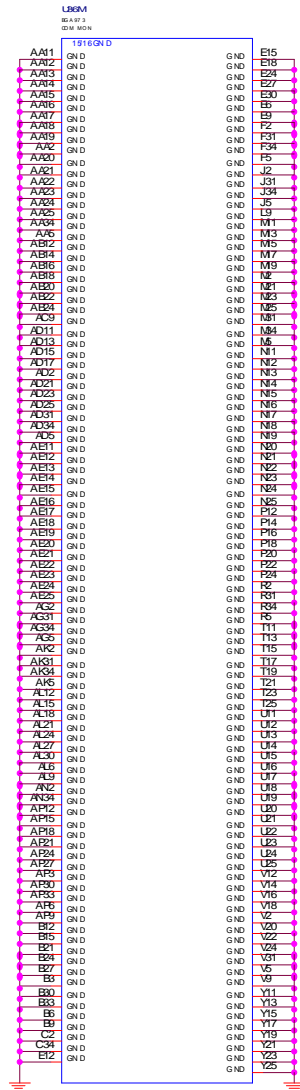 U86M
BGA973
COMMON
15/16 GND
AA11 GND
AA12 GND
AA13 GND
AA14 GND
AA15 GND
AA16 GND
AA17 GND
AA18 GND
AA19 GND
AA2 GND
AA20 GND
AA21 GND
AA22 GND
AA23 GND
AA24 GND
AA25 GND
AA34 GND
AA5 GND
AB12 GND
AB14 GND
AB16 GND
AB18 GND
AB20 GND
AB22 GND
AB24 GND
AC9 GND
AD11 GND
AD13 GND
AD15 GND
AD17 GND
AD2 GND
AD21 GND
AD23 GND
AD25 GND
AD31 GND
AD34 GND
AD5 GND
AE11 GND
AE12 GND
AE13 GND
AE14 GND
AE15 GND
AE16 GND
AE17 GND
AE18 GND
AE19 GND
AE20 GND
AE21 GND
AE22 GND
AE23 GND
AE24 GND
AE25 GND
AG2 GND
AG31 GND
AG34 GND
AG5 GND
AK2 GND
AK31 GND
AK34 GND
AK5 GND
AL12 GND
AL15 GND
AL18 GND
AL21 GND
AL24 GND
AL27 GND
AL30 GND
AL6 GND
AL9 GND
AN2 GND
AN34 GND
AP12 GND
AP15 GND
AP18 GND
AP21 GND
AP24 GND
AP27 GND
AP3 GND
AP30 GND
AP33 GND
AP6 GND
AP9 GND
B12 GND
B15 GND
B21 GND
B24 GND
B27 GND
B3 GND
B30 GND
B33 GND
B6 GND
B9 GND
C2 GND
C34 GND
E12 GND
GND E15
GND E18
GND E24
GND E27
GND E30
GND E6
GND E9
GND F2
GND F31
GND F34
GND F5
GND J2
GND J31
GND J34
GND J5
GND L9
GND M11
GND M13
GND M15
GND M17
GND M19
GND M2
GND M21
GND M23
GND M25
GND M31
GND M34
GND M5
GND N11
GND N12
GND N13
GND N14
GND N15
GND N16
GND N17
GND N18
GND N19
GND N20
GND N21
GND N22
GND N23
GND N24
GND N25
GND P12
GND P14
GND P16
GND P18
GND P20
GND P22
GND P24
GND R2
GND R31
GND R34
GND R5
GND T11
GND T13
GND T15
GND T17
GND T19
GND T21
GND T23
GND T25
GND U11
GND U12
GND U13
GND U14
GND U15
GND U16
GND U17
GND U18
GND U19
GND U20
GND U21
GND U22
GND U23
GND U24
GND U25
GND V12
GND V14
GND V16
GND V18
GND V2
GND V20
GND V22
GND V24
GND V31
GND V5
GND V9
GND Y11
GND Y13
GND Y15
GND Y17
GND Y19
GND Y21
GND Y23
GND Y25